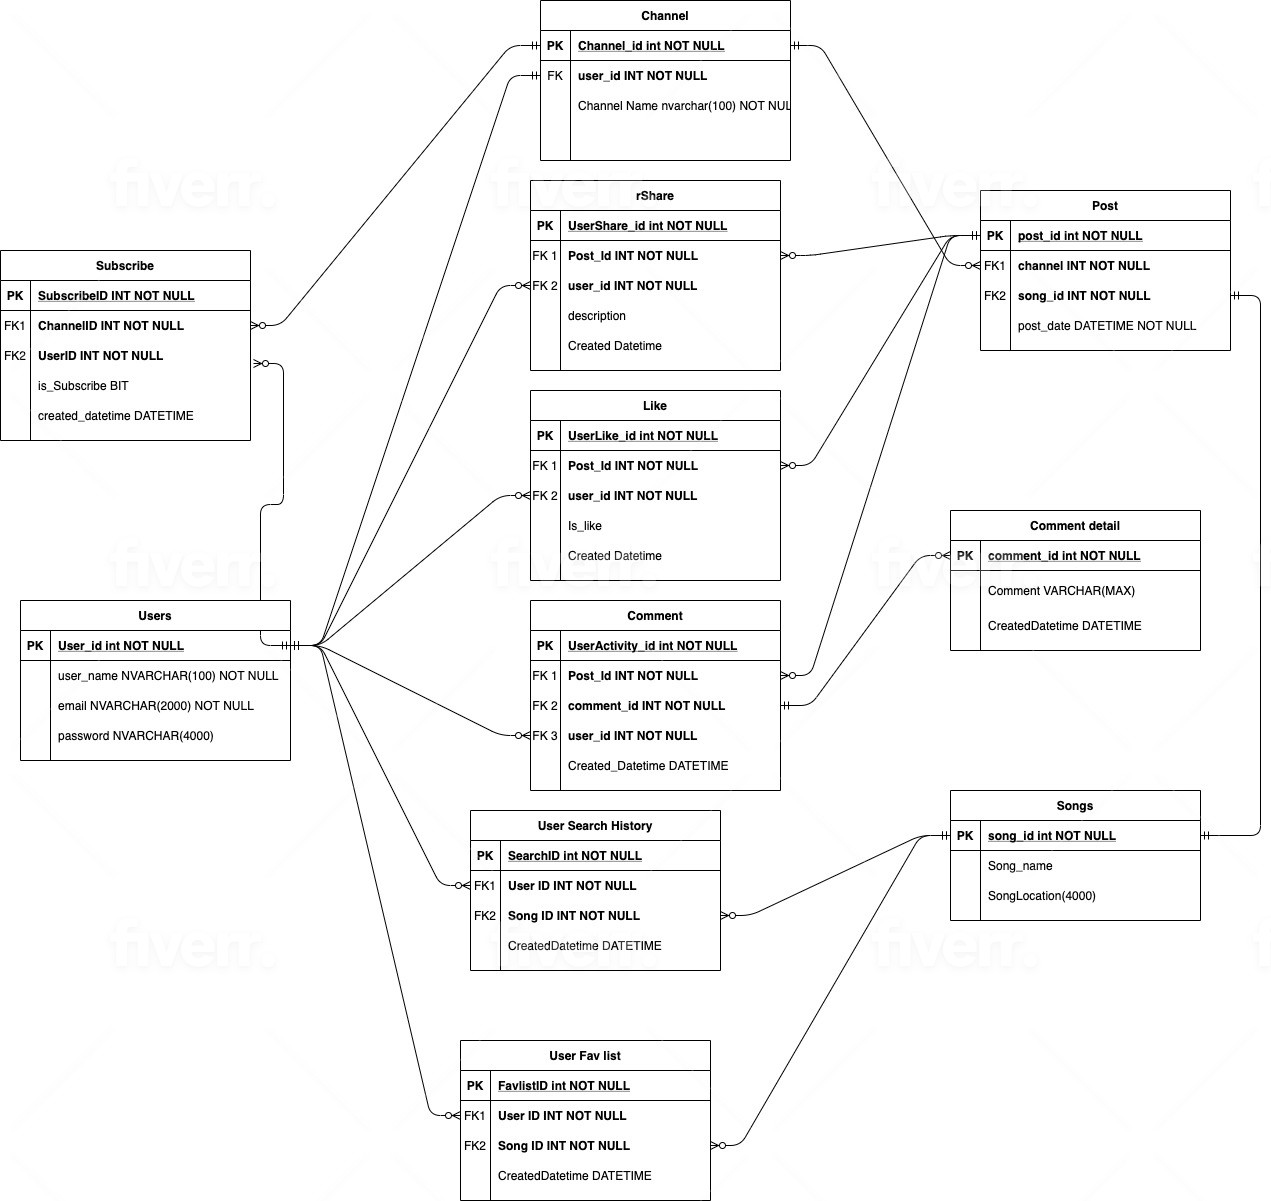 Channel
PK Channel_id int NOT NULL
FK user_id INT NOT NULL
Channel Name nvarchar(100) NOT NUL
rShare
PK UserShare_id int NOT NULL
FK 1 Post_Id INT NOT NULL
FK 2 user_id INT NOT NULL
description
Created Datetime
Post
PK post_id int NOT NULL
FK1 channel INT NOT NULL
FK2 song_id INT NOT NULL
post_date DATETIME NOT NULL
Subscribe
PK SubscribeID INT NOT NULL
FK1 ChannelID INT NOT NULL
FK2 UserID INT NOT NULL
is_Subscribe BIT
created_datetime DATETIME
Like
PK UserLike_id int NOT NULL
FK 1 Post_Id INT NOT NULL
FK 2 user_id INT NOT NULL
Is_like
Created Datetime
Comment detail
PK comment_id int NOT NULL
Comment VARCHAR(MAX)
CreatedDatetime DATETIME
Users
PK User_id int NOT NULL
user_name NVARCHAR(100) NOT NULL
email NVARCHAR(2000) NOT NULL
password NVARCHAR(4000)
Comment
PK UserActivity_id int NOT NULL
FK 1 Post_Id INT NOT NULL
FK 2 comment_id INT NOT NULL
FK 3 user_id INT NOT NULL
Created_Datetime DATETIME
Songs
PK song_id int NOT NULL
Song_name
SongLocation(4000)
User Search History
PK SearchID int NOT NULL
FK1 User ID INT NOT NULL
FK2 Song ID INT NOT NULL
CreatedDatetime DATETIME
User Fav list
PK FavlistID int NOT NULL
FK1 User ID INT NOT NULL
FK2 Song ID INT NOT NULL
CreatedDatetime DATETIME
fiverr.
fiverr.
fiverr.
fiverr.
fiverr.
fiverr.
fiverr.
fiverr.
fiverr.